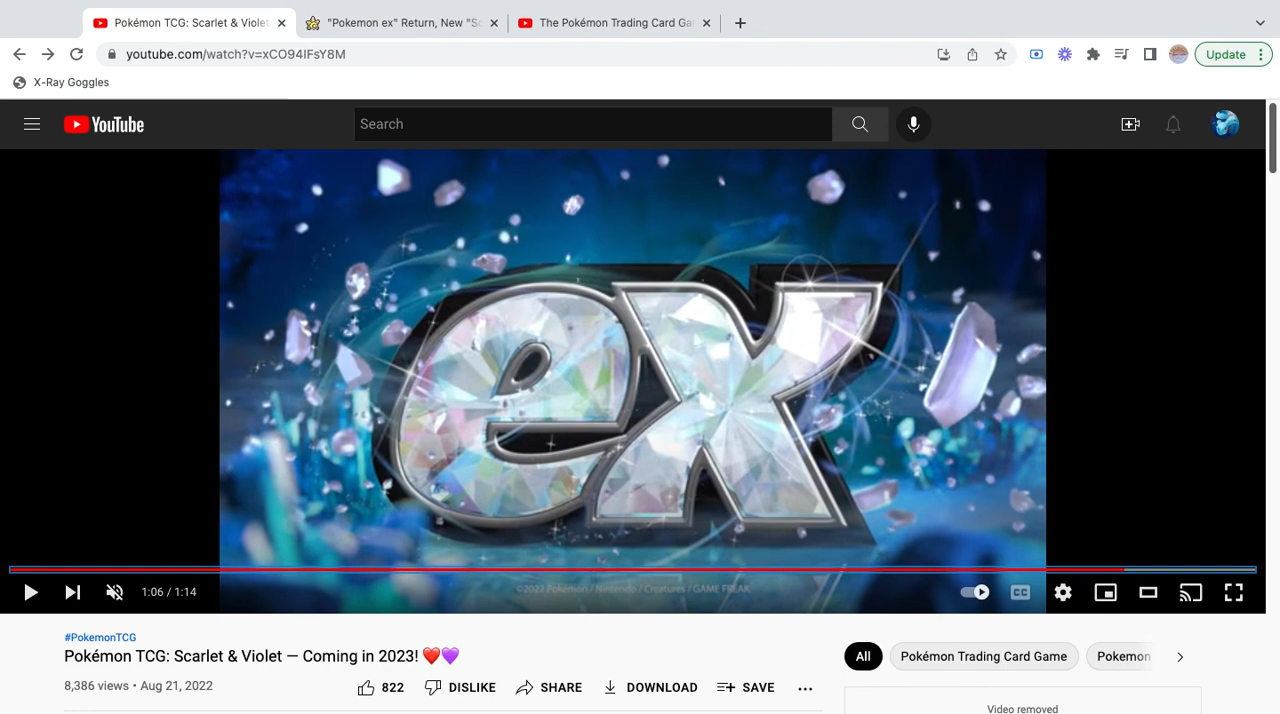 Pokémon TCG: Scarlet & Violet
"Pokemon ex" Return, New "Sc
The Pokémon Trading Card Ga
youtube.com/watch?v=xCO94IFsY8M
Update
X-Ray Goggles
YouTube
Search
ex
©2022 Pokémon / Nintendo / Creatures / GAME FREAK
1:06 / 1:14
CC
#PokemonTCG
Pokémon TCG: Scarlet & Violet — Coming in 2023! ❤️💜
All
Pokémon Trading Card Game
Pokemon
8,386 views • Aug 21, 2022
822
DISLIKE
SHARE
DOWNLOAD
SAVE
Video removed